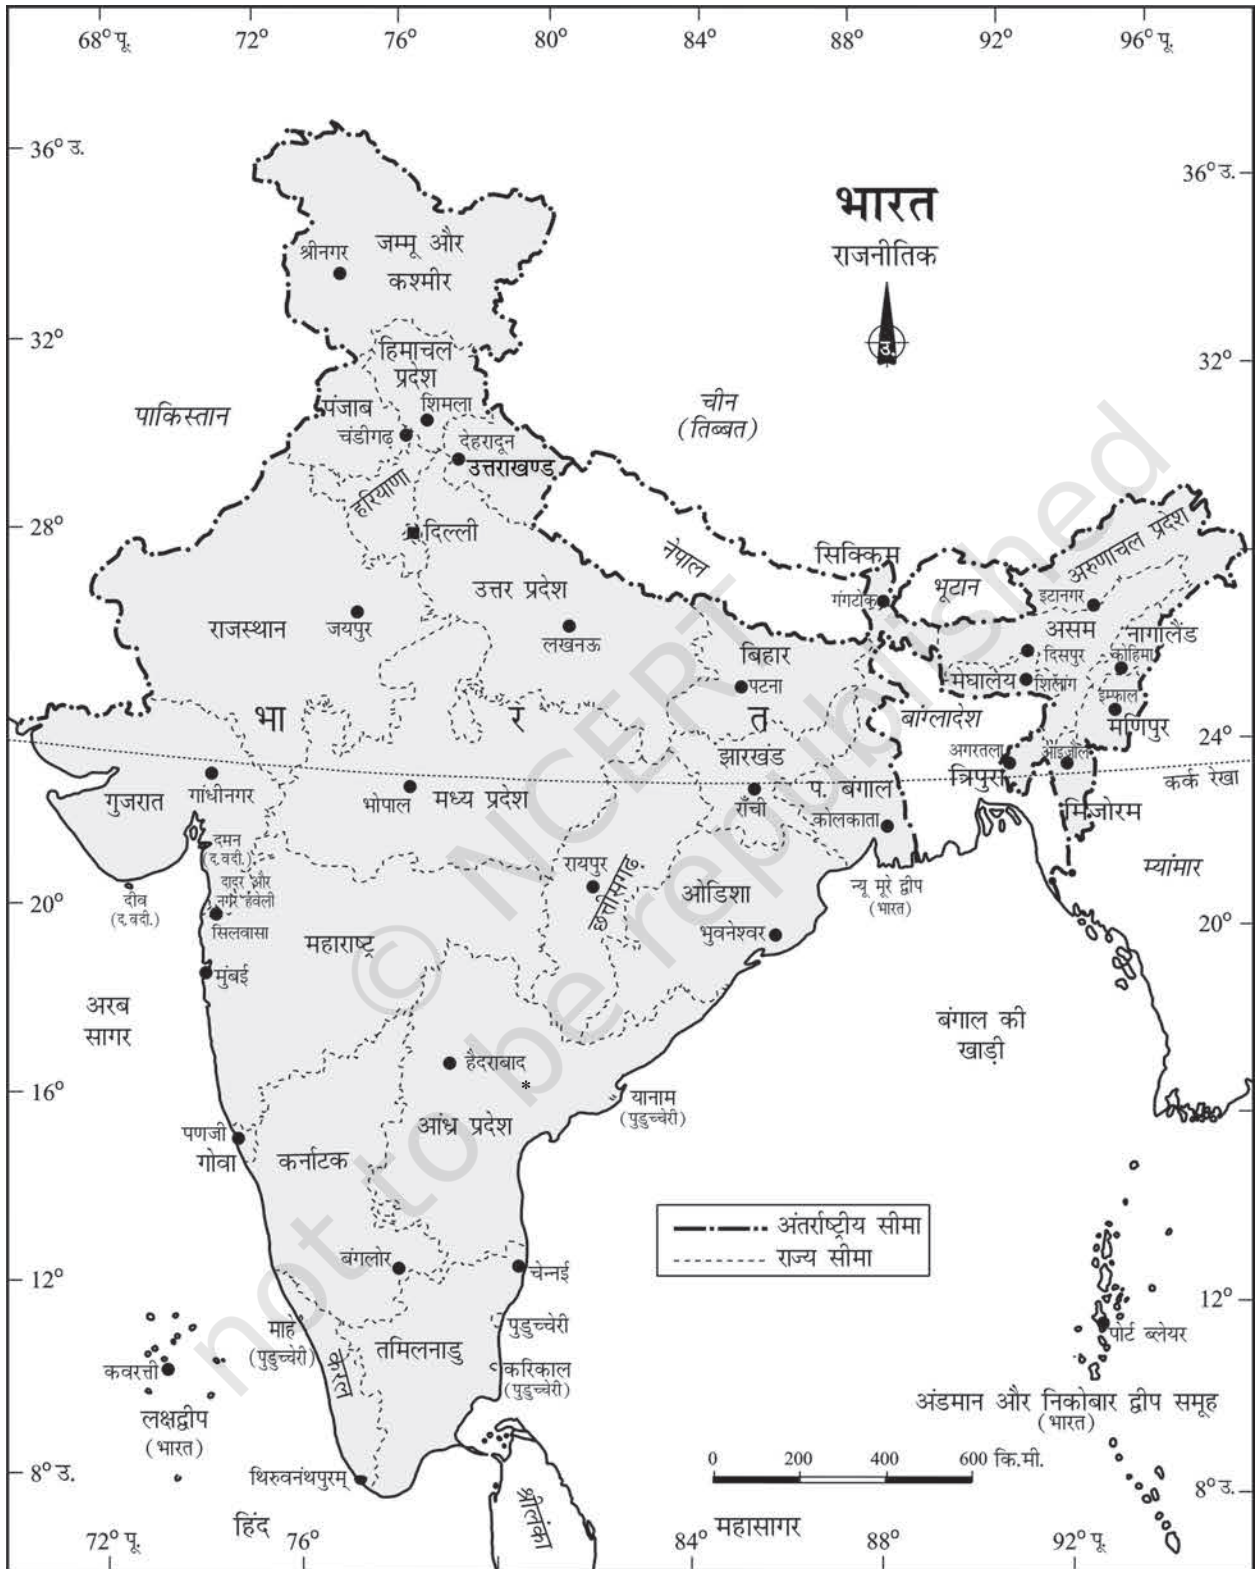 68° पू.
72°
76°
80°
84°
88°
92°
96° पू.
36° उ.
36° उ.
भारत
राजनीतिक
उ.
श्रीनगर
जम्मू और
कश्मीर
32°
32°
हिमाचल
प्रदेश
पंजाब
शिमला
चंडीगढ़
देहरादून
उत्तराखण्ड
पाकिस्तान
चीन
(तिब्बत)
हरियाणा
28°
28°
दिल्ली
नेपाल
सिक्किम
गंगटोक
भूटान
अरुणाचल प्रदेश
इटानगर
उत्तर प्रदेश
राजस्थान
जयपुर
लखनऊ
बिहार
पटना
असम
दिसपुर
नागालैंड
कोहिमा
मेघालय
शिलांग
इम्फाल
मणिपुर
बांग्लादेश
भा
र
त
24°
झारखंड
अगरतला
त्रिपुरा
आइजौल
कर्क रेखा
गुजरात
गांधीनगर
भोपाल
मध्य प्रदेश
राँची
प. बंगाल
कोलकाता
मिजोरम
दमन
(द.वदी.)
दादर और
नगर हवेली
दीव
(द.वदी.)
सिलवासा
रायपुर
छत्तीसगढ़
ओडिशा
भुवनेश्वर
न्यू मूरे द्वीप
(भारत)
म्यांमार
20°
20°
महाराष्ट्र
मुंबई
अरब
सागर
बंगाल की
खाड़ी
हैदराबाद
*
16°
यानाम
(पुडुच्चेरी)
आंध्र प्रदेश
पणजी
गोवा
कर्नाटक
अंतर्राष्ट्रीय सीमा
राज्य सीमा
बंगलोर
चेन्नई
12°
12°
माहे
(पुडुच्चेरी)
पुडुच्चेरी
पोर्ट ब्लेयर
तमिलनाडु
केरल
करिकाल
(पुडुच्चेरी)
कवरत्ती
लक्षद्वीप
(भारत)
अंडमान और निकोबार द्वीप समूह
(भारत)
0 200 400 600 कि.मी.
8° उ.
8° उ.
थिरुवनंथपुरम्
श्रीलंका
हिंद
महासागर
72° पू.
76°
84°
88°
92° पू.
© NCERT
not to be republished